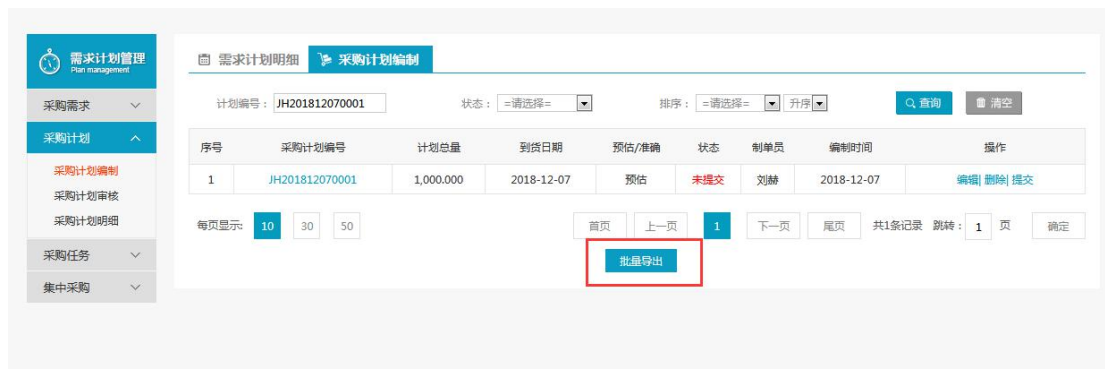 需求计划管理
Plan management
采购需求
采购计划
采购计划编制
采购计划审核
采购计划明细
采购任务
集中采购
需求计划明细 采购计划编制
计划编号： JH201812070001 状态： =请选择= 排序： =请选择= 升序 查询 清空
序号 采购计划编号 计划总量 到货日期 预估/准确 状态 制单员 编制时间 操作
1 JH201812070001 1,000.000 2018-12-07 预估 未提交 刘赫 2018-12-07 编辑| 删除| 提交
每页显示: 10 30 50 首页 上一页 1 下一页 尾页 共1条记录 跳转： 1 页 确定
批量导出